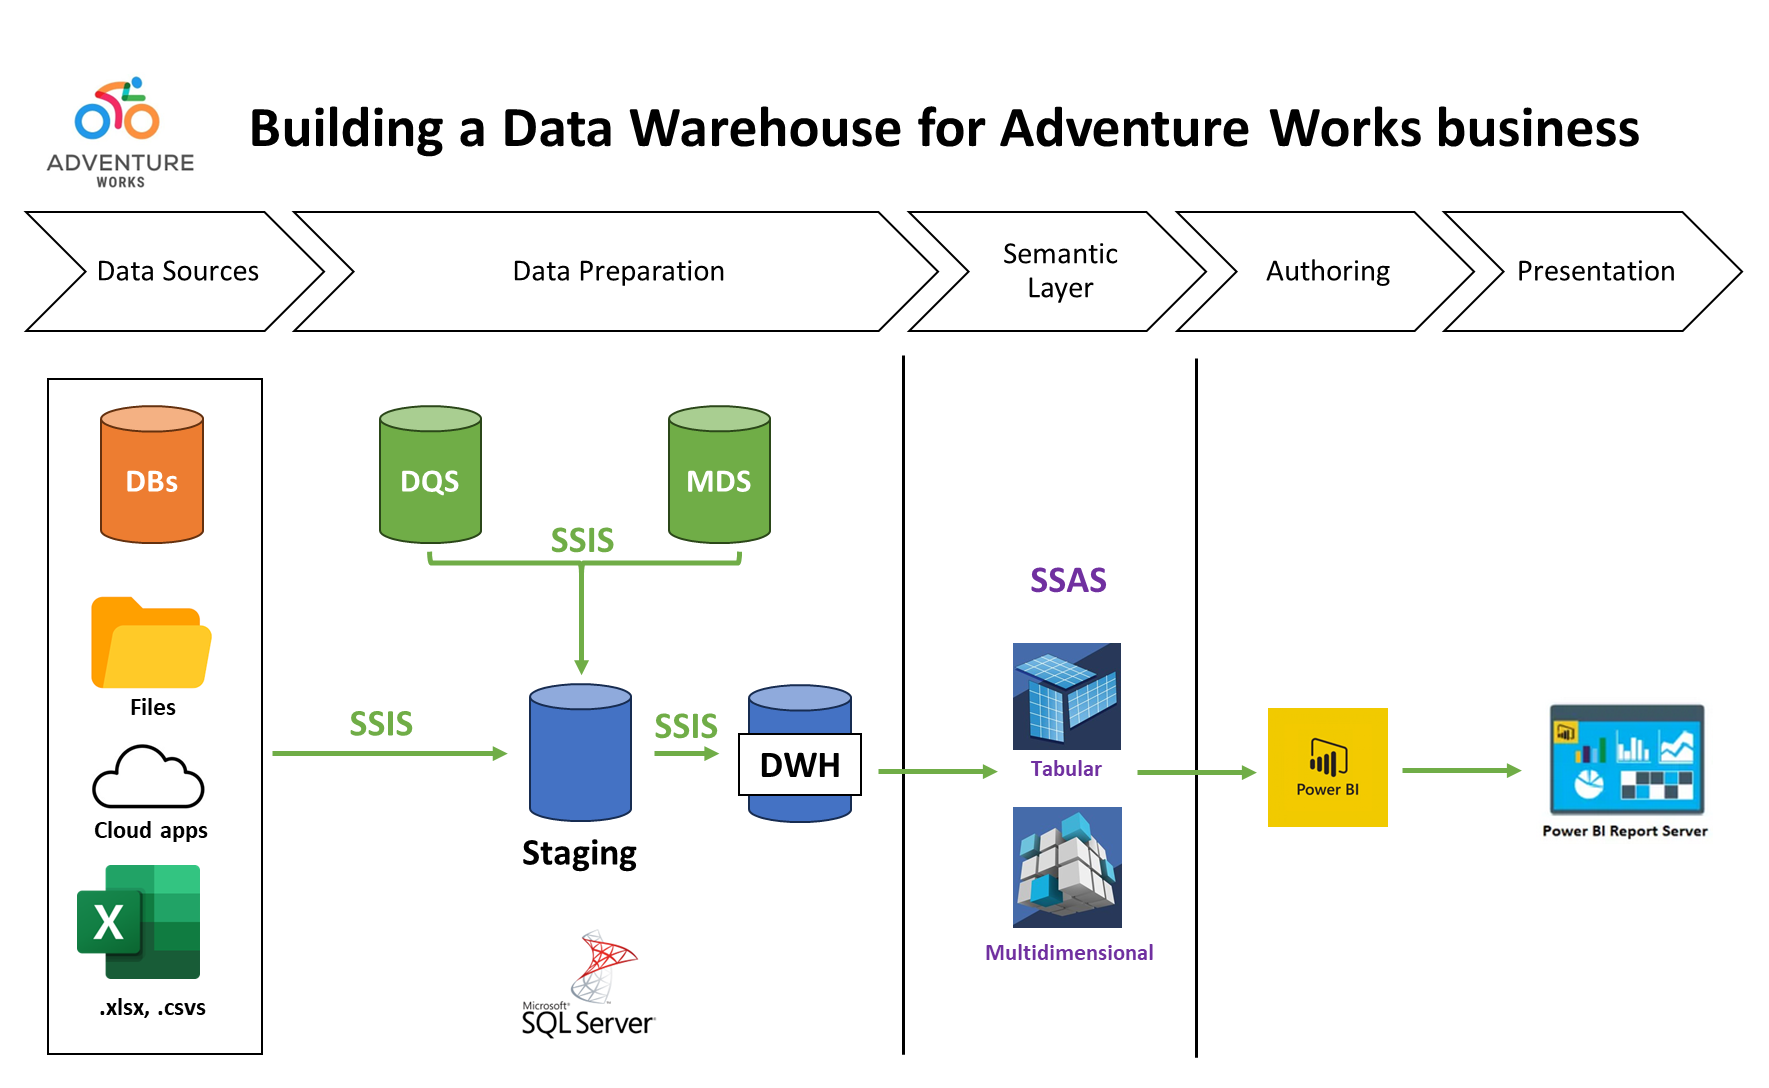 ADVENTURE
WORKS
Building a Data Warehouse for Adventure Works business
Data Sources
Data Preparation
Semantic
Layer
Authoring
Presentation
DBs
Files
Cloud apps
X
.xlsx, .csvs
DQS
MDS
SSIS
SSIS
SSIS
Staging
DWH
Microsoft®
SQL Server®
SSAS
Tabular
Multidimensional
Power BI
Power BI Report Server